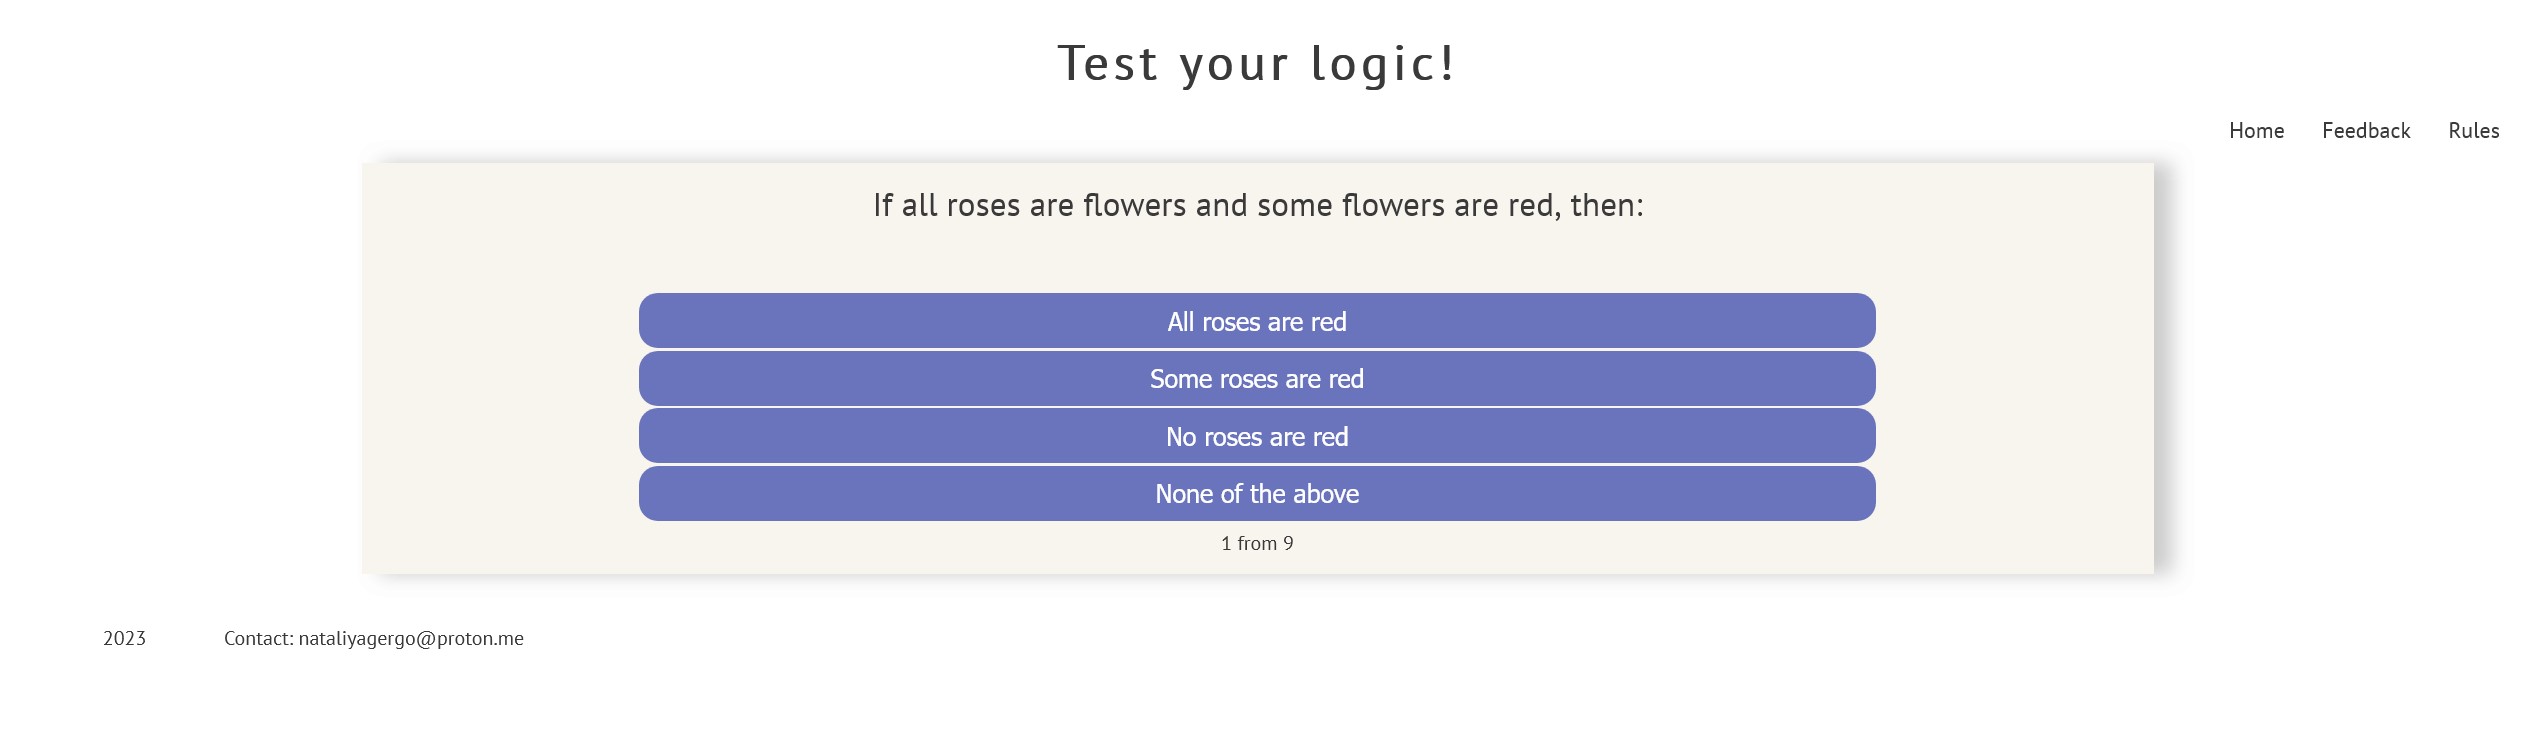 Test your logic!
Home Feedback Rules
If all roses are flowers and some flowers are red, then:
All roses are red
Some roses are red
No roses are red
None of the above
1 from 9
2023 Contact: nataliyagergo@proton.me